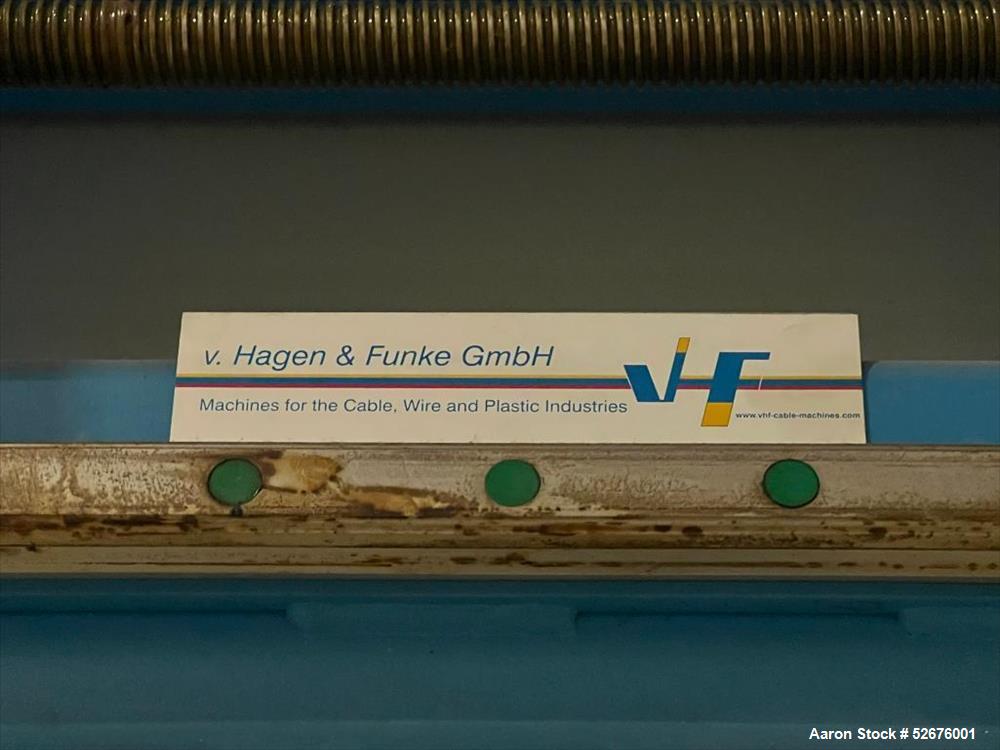 v. Hagen & Funke GmbH
Machines for the Cable, Wire and Plastic Industries
vHF
www.vhf-cable-machines.com
Aaron Stock # 52676001